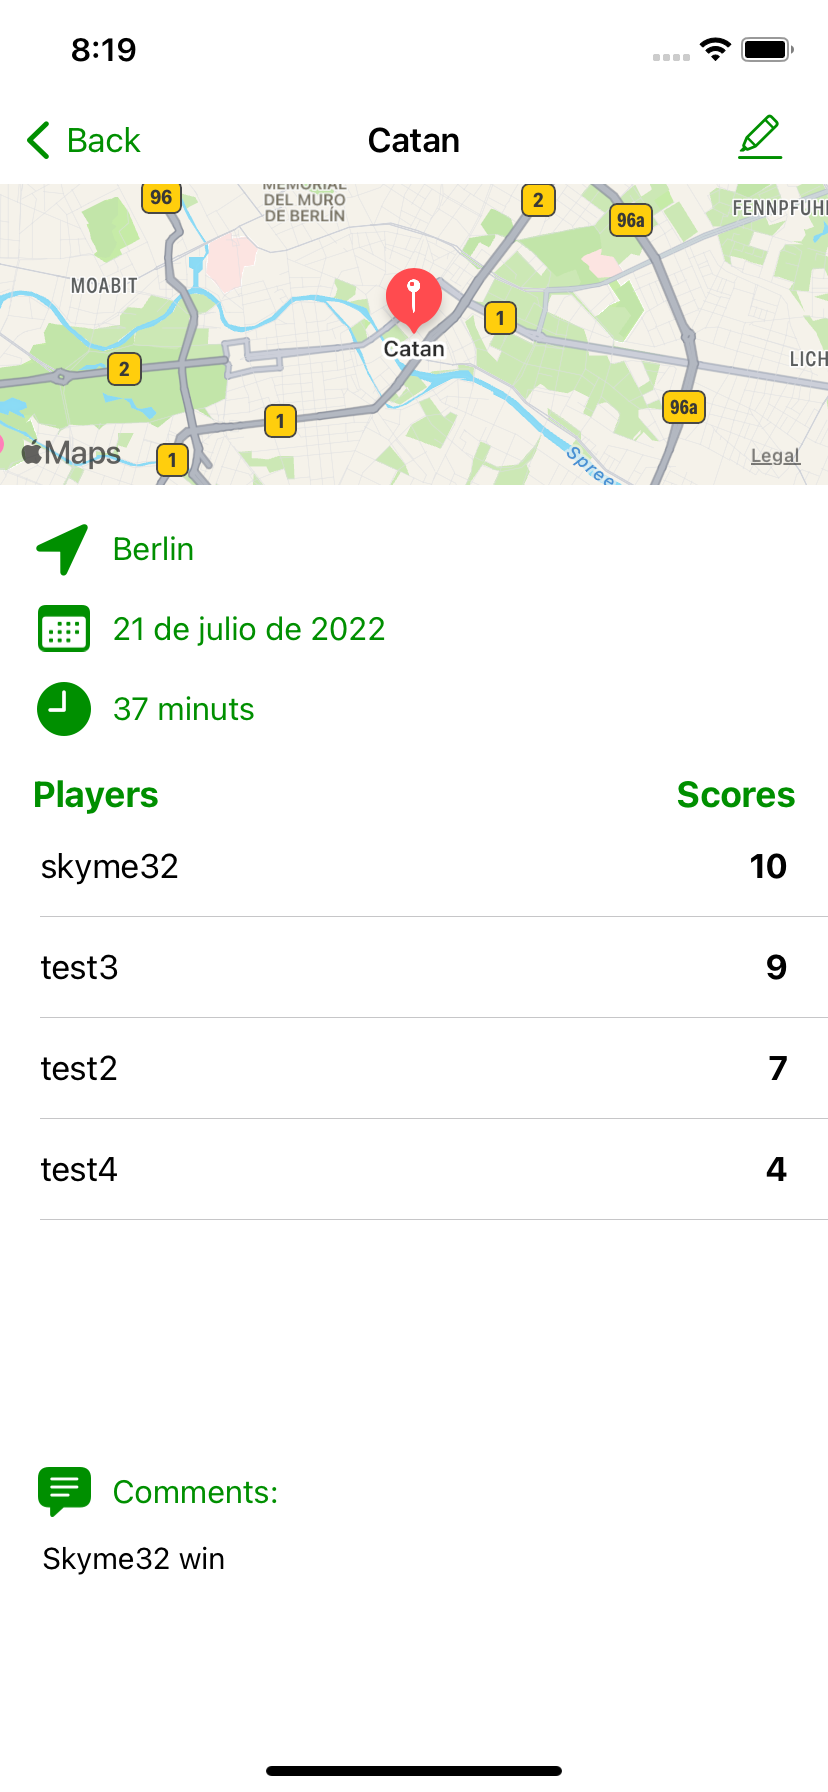 8:19
Back
Catan
96
MEMORIAL
DEL MURO
DE BERLÍN
2
96a
FENNPFUH
MOABIT
1
Catan
2
LICH
96a
1
Maps
1
Spree
Legal
Berlin
21 de julio de 2022
37 minuts
Players Scores
skyme32 10
test3 9
test2 7
test4 4
Comments:
Skyme32 win